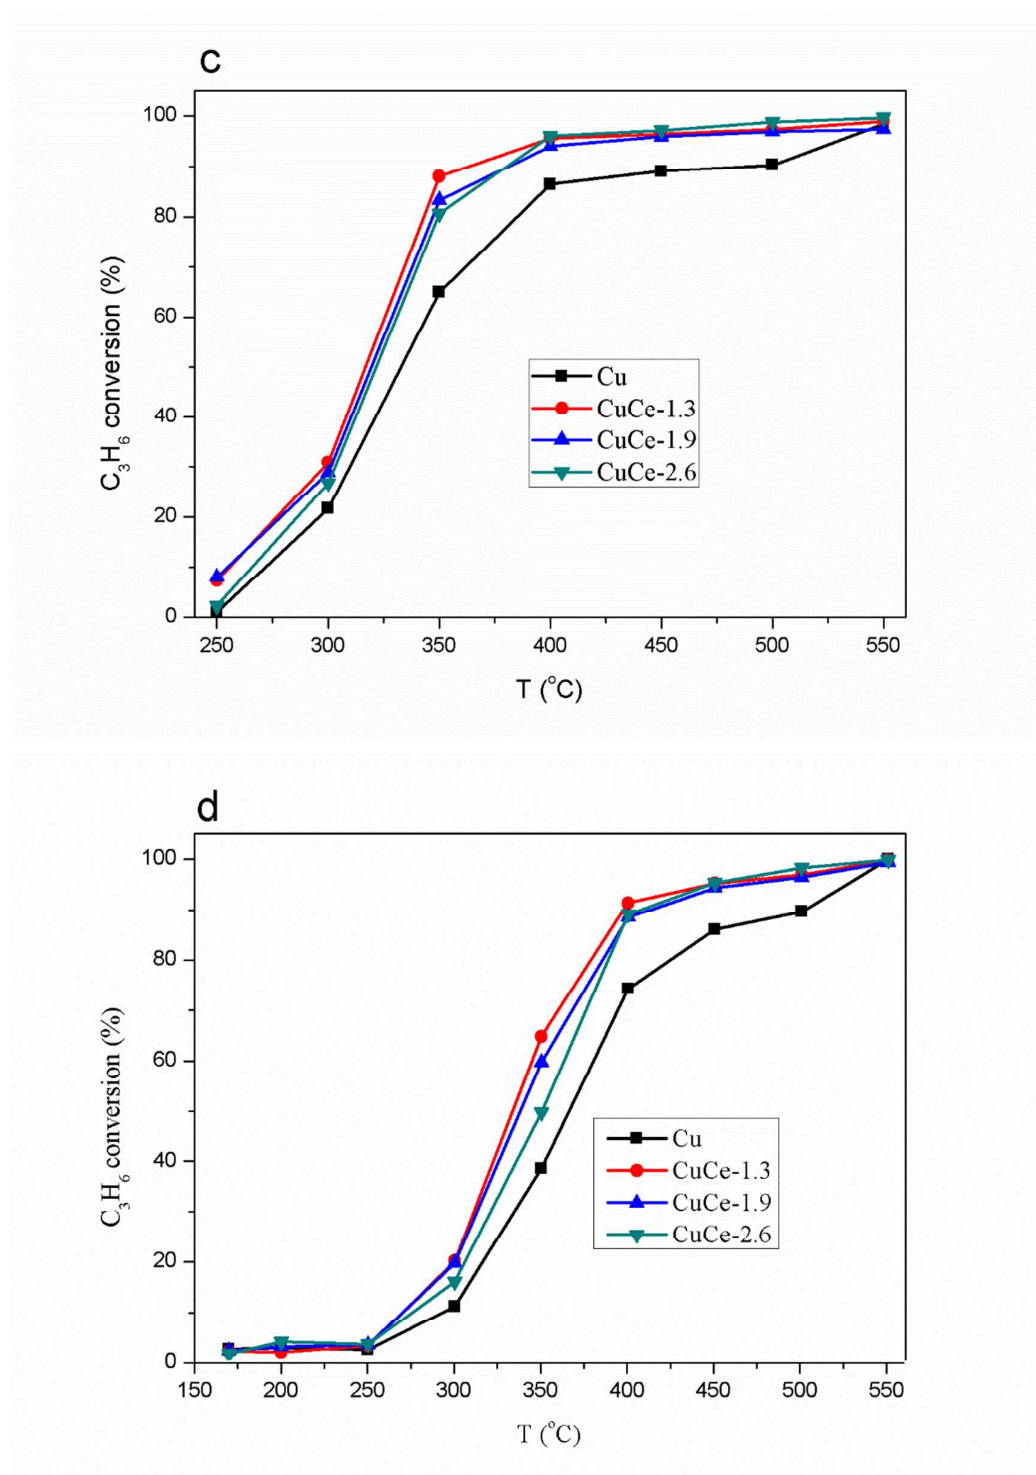 c
100
80
60
40
20
0
C₃H₆ conversion (%)
Cu
CuCe-1.3
CuCe-1.9
CuCe-2.6
250 300 350 400 450 500 550
T (°C)
d
100
80
60
40
20
0
C₃H₆ conversion (%)
Cu
CuCe-1.3
CuCe-1.9
CuCe-2.6
150 200 250 300 350 400 450 500 550
T (°C)